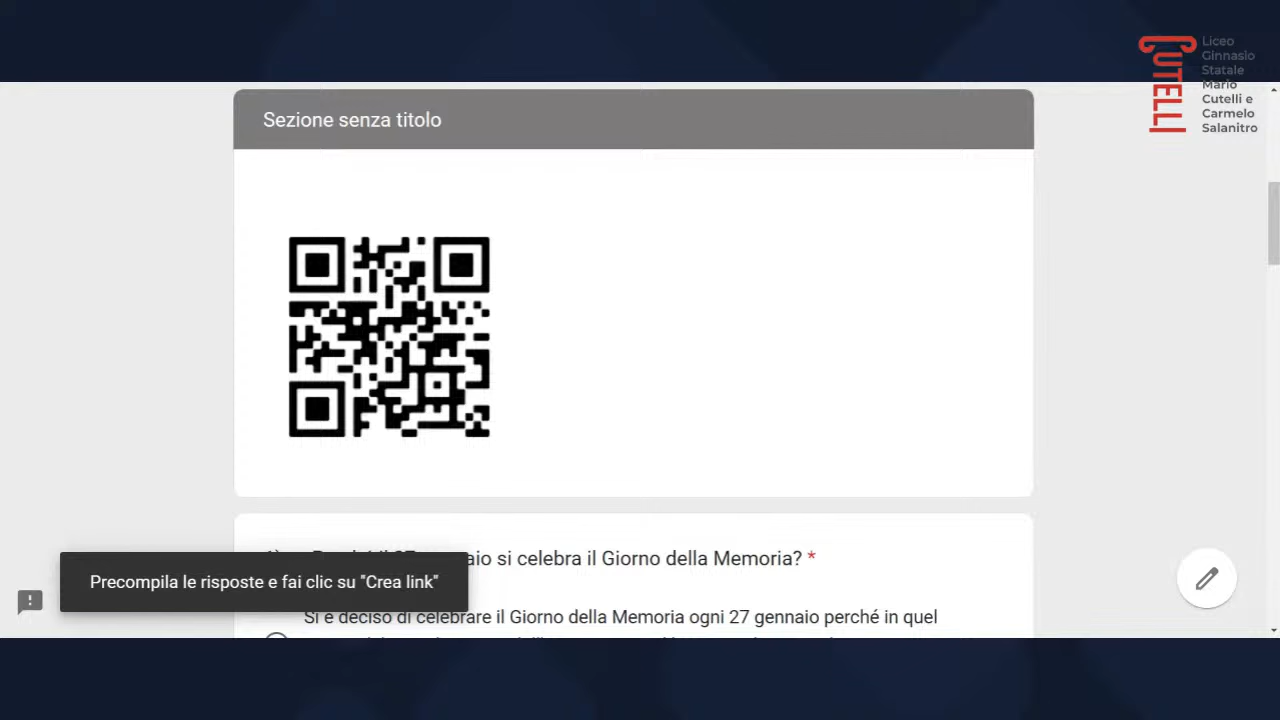 Liceo
Ginnasio
Statale
Mario
Cutelli e
Carmelo
Salanitro
CUTELLI
Sezione senza titolo
aio si celebra il Giorno della Memoria? *
Precompila le risposte e fai clic su "Crea link"
Si è deciso di celebrare il Giorno della Memoria ogni 27 gennaio perché in quel